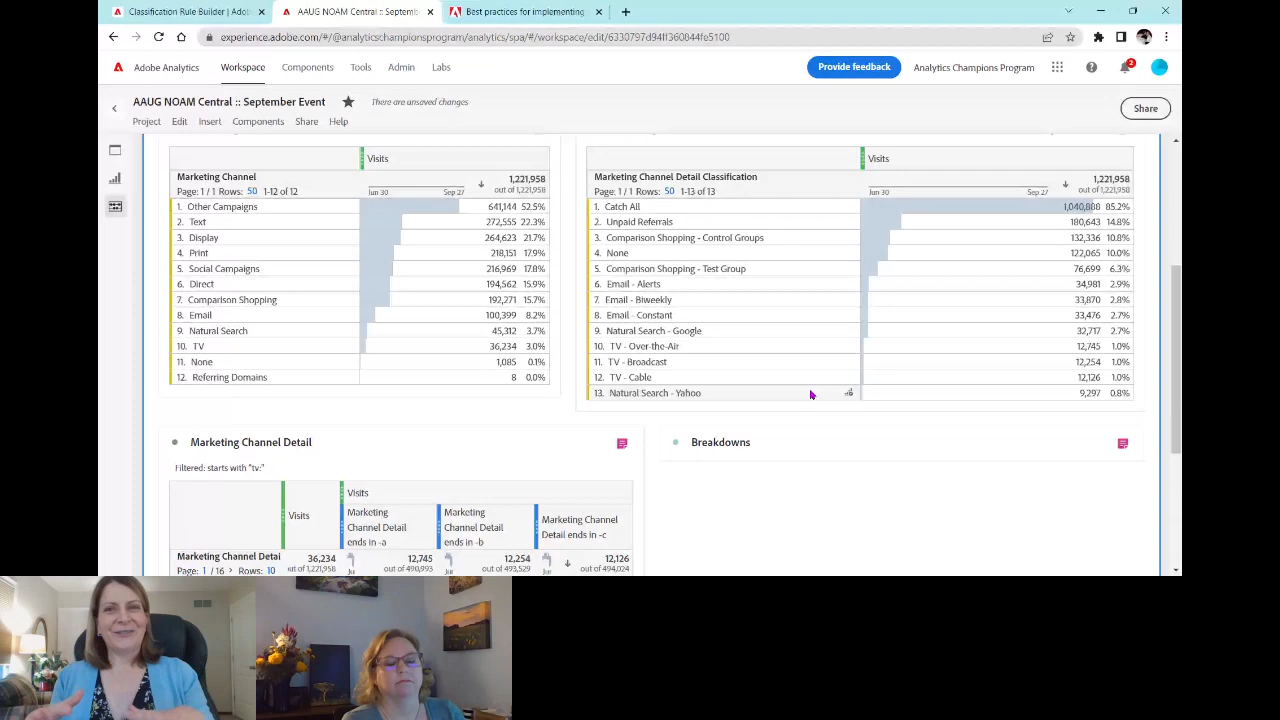 Classification Rule Builder | Adob
AAUG NOAM Central :: Septembe
Best practices for implementing
experience.adobe.com/#/@analyticschampionsprogram/analytics/spa/#/workspace/edit/6330797d94ff360844fe5100
Adobe Analytics Workspace Components Tools Admin Labs Provide feedback Analytics Champions Program 2
AAUG NOAM Central :: September Event There are unsaved changes Share
Project Edit Insert Components Share Help
Visits
Marketing Channel 1,221,958
Page: 1 / 1 Rows: 50 1-12 of 12 Jun 30 Sep 27 out of 1,221,958
1. Other Campaigns 641,144 52.5%
2. Text 272,555 22.3%
3. Display 264,623 21.7%
4. Print 218,151 17.9%
5. Social Campaigns 216,969 17.8%
6. Direct 194,562 15.9%
7. Comparison Shopping 192,271 15.7%
8. Email 100,399 8.2%
9. Natural Search 45,312 3.7%
10. TV 36,234 3.0%
11. None 1,085 0.1%
12. Referring Domains 8 0.0%
Visits
Marketing Channel Detail Classification 1,221,958
Page: 1 / 1 Rows: 50 1-13 of 13 Jun 30 Sep 27 out of 1,221,958
1. Catch All 1,040,888 85.2%
2. Unpaid Referrals 180,643 14.8%
3. Comparison Shopping - Control Groups 132,336 10.8%
4. None 122,065 10.0%
5. Comparison Shopping - Test Group 76,699 6.3%
6. Email - Alerts 34,981 2.9%
7. Email - Biweekly 33,870 2.8%
8. Email - Constant 33,476 2.7%
9. Natural Search - Google 32,717 2.7%
10. TV - Over-the-Air 12,745 1.0%
11. TV - Broadcast 12,254 1.0%
12. TV - Cable 12,126 1.0%
13. Natural Search - Yahoo 9,297 0.8%
Marketing Channel Detail
Filtered: starts with "tv:"
Visits
Visits
Marketing Channel Detail ends in -a
Marketing Channel Detail ends in -b
Marketing Channel Detail ends in -c
Marketing Channel Detai 36,234 12,745 12,254 12,126
Page: 1 / 16 > Rows: 10 out of 1,221,958 Jur out of 490,993 Jur out of 493,529 Jur out of 494,024
Breakdowns